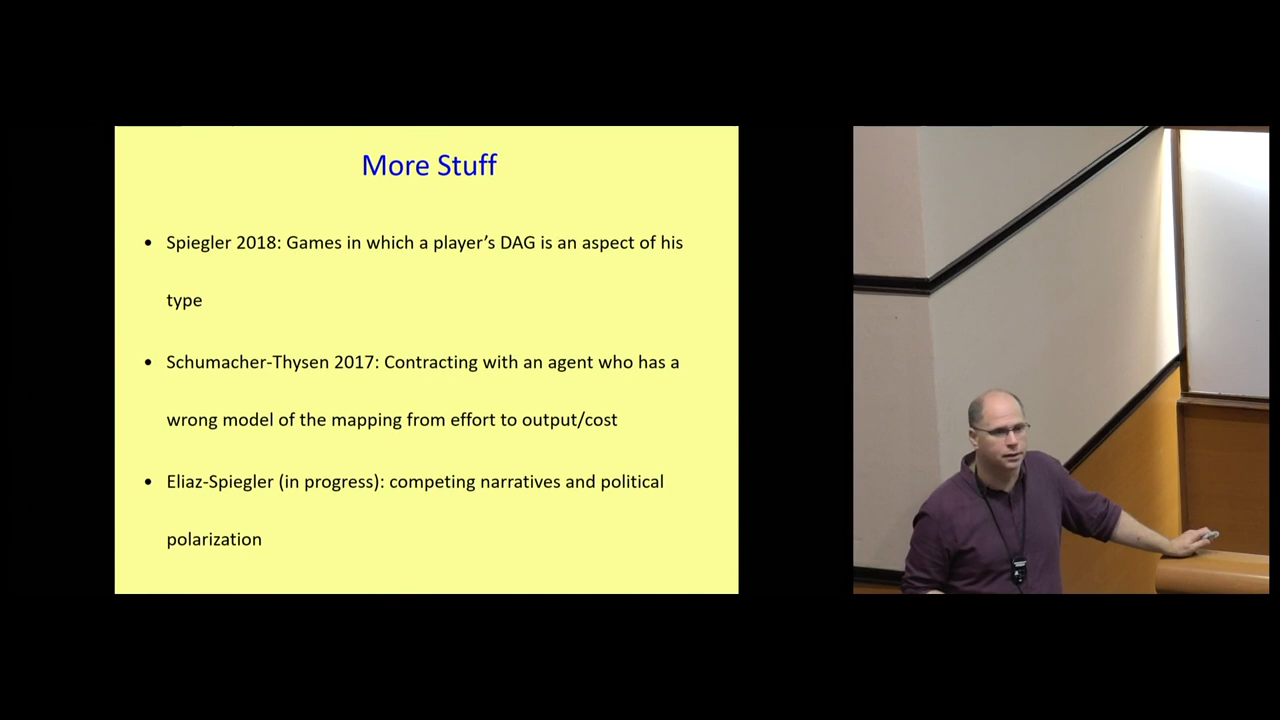 More Stuff
• Spiegler 2018: Games in which a player’s DAG is an aspect of his
type
• Schumacher-Thysen 2017: Contracting with an agent who has a
wrong model of the mapping from effort to output/cost
• Eliaz-Spiegler (in progress): competing narratives and political
polarization